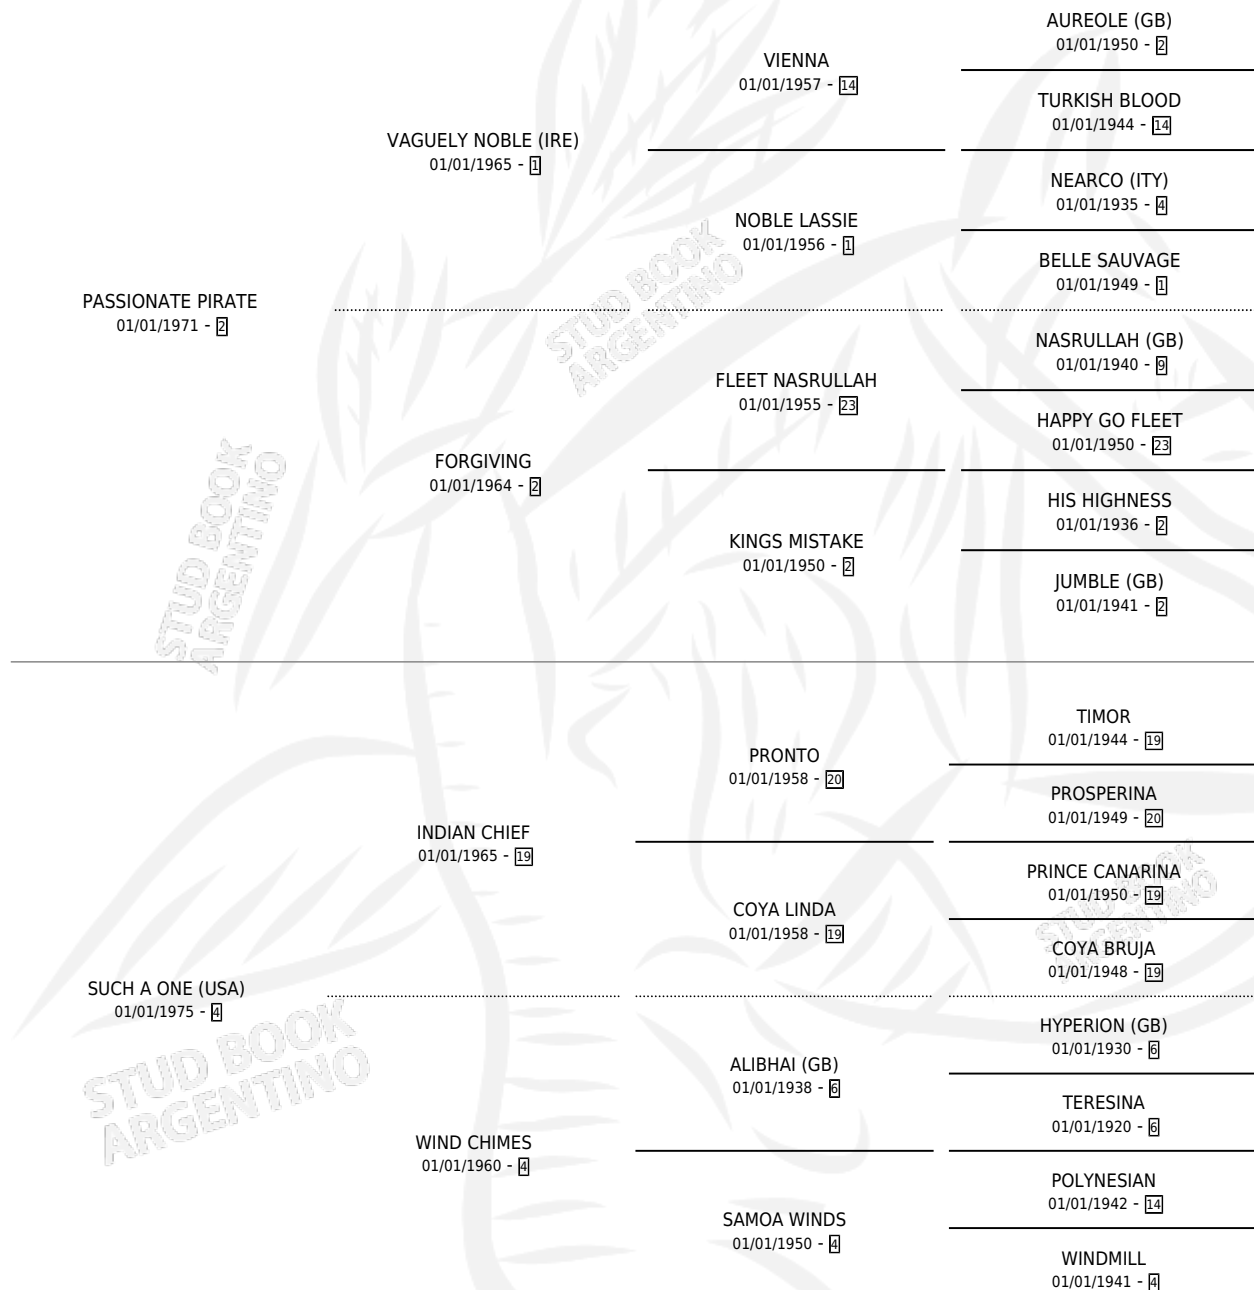 AUREOLE (GB)
01/01/1950 - 2
VIENNA
01/01/1957 - 14
TURKISH BLOOD
01/01/1944 - 14
VAGUELY NOBLE (IRE)
01/01/1965 - 1
NEARCO (ITY)
01/01/1935 - 4
NOBLE LASSIE
01/01/1956 - 1
BELLE SAUVAGE
01/01/1949 - 1
PASSIONATE PIRATE
01/01/1971 - 2
NASRULLAH (GB)
01/01/1940 - 9
FLEET NASRULLAH
01/01/1955 - 23
HAPPY GO FLEET
01/01/1950 - 23
FORGIVING
01/01/1964 - 2
HIS HIGHNESS
01/01/1936 - 2
KINGS MISTAKE
01/01/1950 - 2
JUMBLE (GB)
01/01/1941 - 2
TIMOR
01/01/1944 - 19
PRONTO
01/01/1958 - 20
PROSPERINA
01/01/1949 - 20
INDIAN CHIEF
01/01/1965 - 19
PRINCE CANARINA
01/01/1950 - 19
COYA LINDA
01/01/1958 - 19
COYA BRUJA
01/01/1948 - 19
SUCH A ONE (USA)
01/01/1975 - 4
HYPERION (GB)
01/01/1930 - 6
ALIBHAI (GB)
01/01/1938 - 6
TERESINA
01/01/1920 - 6
WIND CHIMES
01/01/1960 - 4
POLYNESIAN
01/01/1942 - 14
SAMOA WINDS
01/01/1950 - 4
WINDMILL
01/01/1941 - 4
STUD BOOK
ARGENTINO
STUD BOOK
ARGENTINO
STUD BOOK
ARGENTINO
STUD BOOK
ARGENTINO